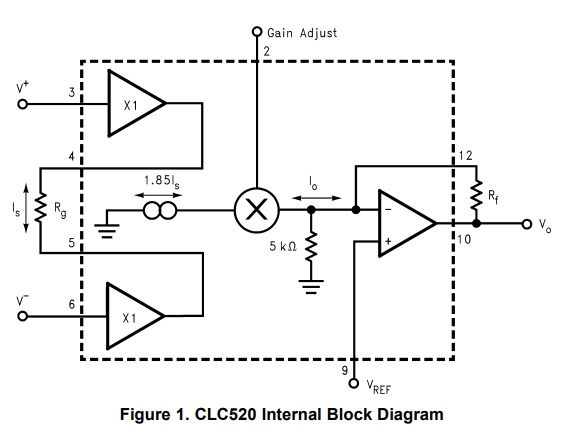 Gain Adjust
2
V+
3
X1
4
12
1.85Is
Io
Is
Rg
X
Rf
5 kΩ
−
+
Vo
5
10
V−
6
X1
9
VREF
Figure 1. CLC520 Internal Block Diagram